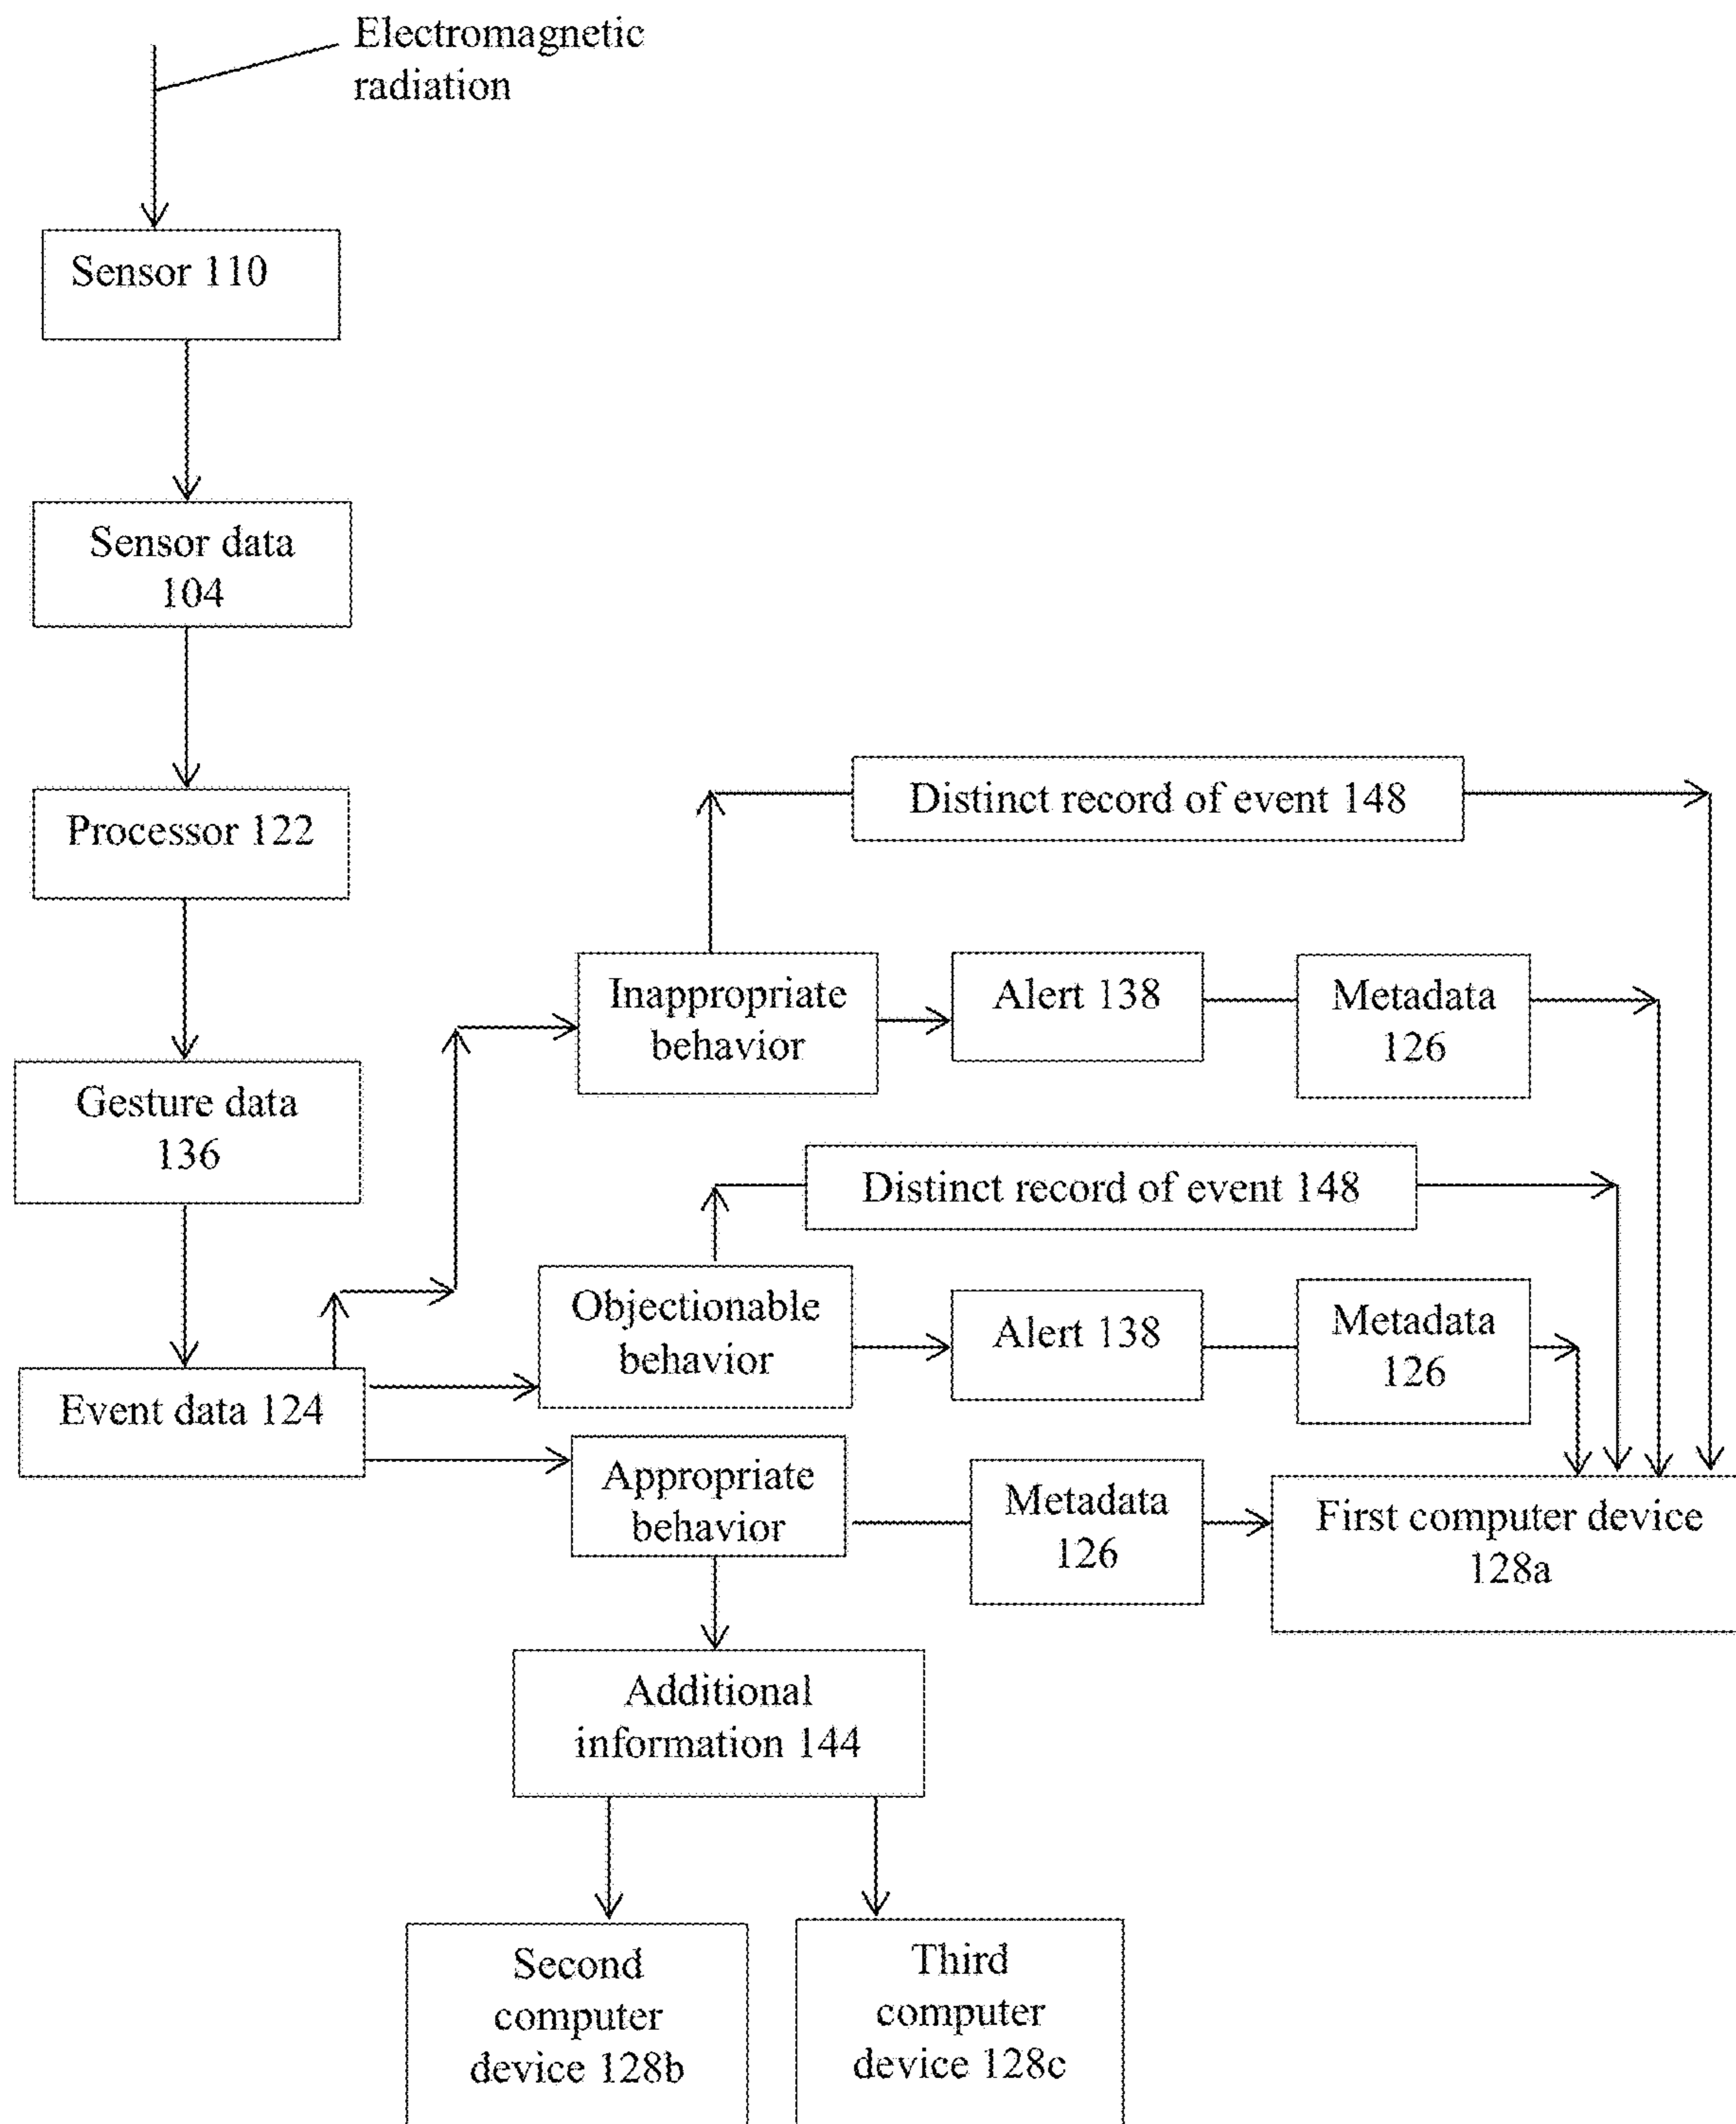 Electromagnetic
radiation
Sensor 110
Sensor data
104
Processor 122
Distinct record of event 148
Inappropriate
behavior
Alert 138
Metadata
126
Gesture data
136
Distinct record of event 148
Objectionable
behavior
Alert 138
Metadata
126
Event data 124
Appropriate
behavior
Metadata
126
First computer device
128a
Additional
information 144
Second
computer
device 128b
Third
computer
device 128c